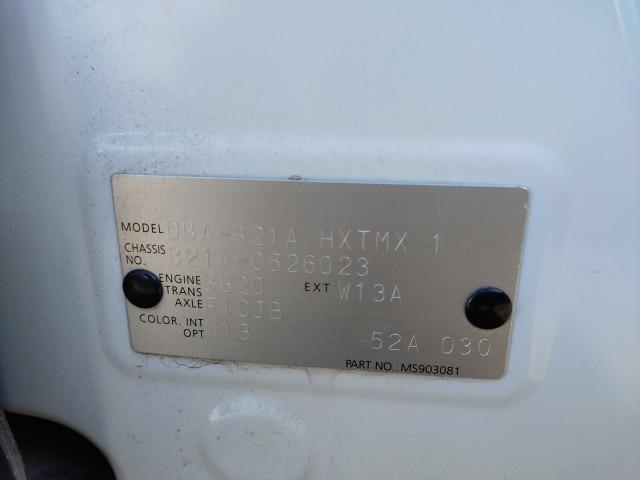 MODEL DBA-B21A HXTMX 1
CHASSIS NO. B21A-0626023
ENGINE 3B20 EXT W13A
TRANS AXLE F1CJB
COLOR. INT 13
OPT 52A 030
PART NO.: MS903081